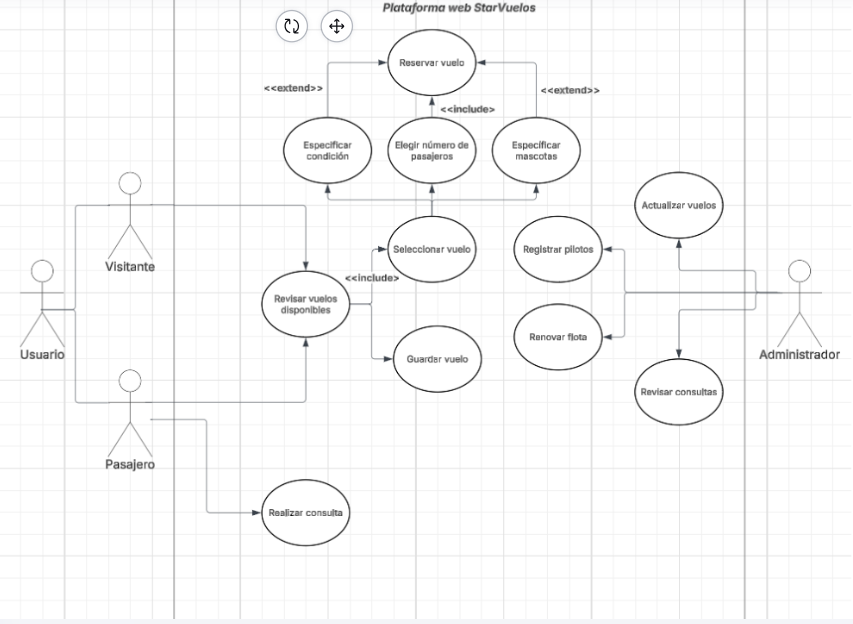 Plataforma web StarVuelos
Reservar vuelo
<<extend>>
<<extend>>
<<include>
Especificar
condición
Elegir número de
pasajeros
Especificar
mascotas
Actualizar vuelos
Visitante
Seleccionar vuelo
Registrar pilotos
<<include>
Revisar vuelos
disponibles
Usuario
Guardar vuelo
Renovar flota
Administrador
Revisar consultas
Pasajero
Realizar consulta